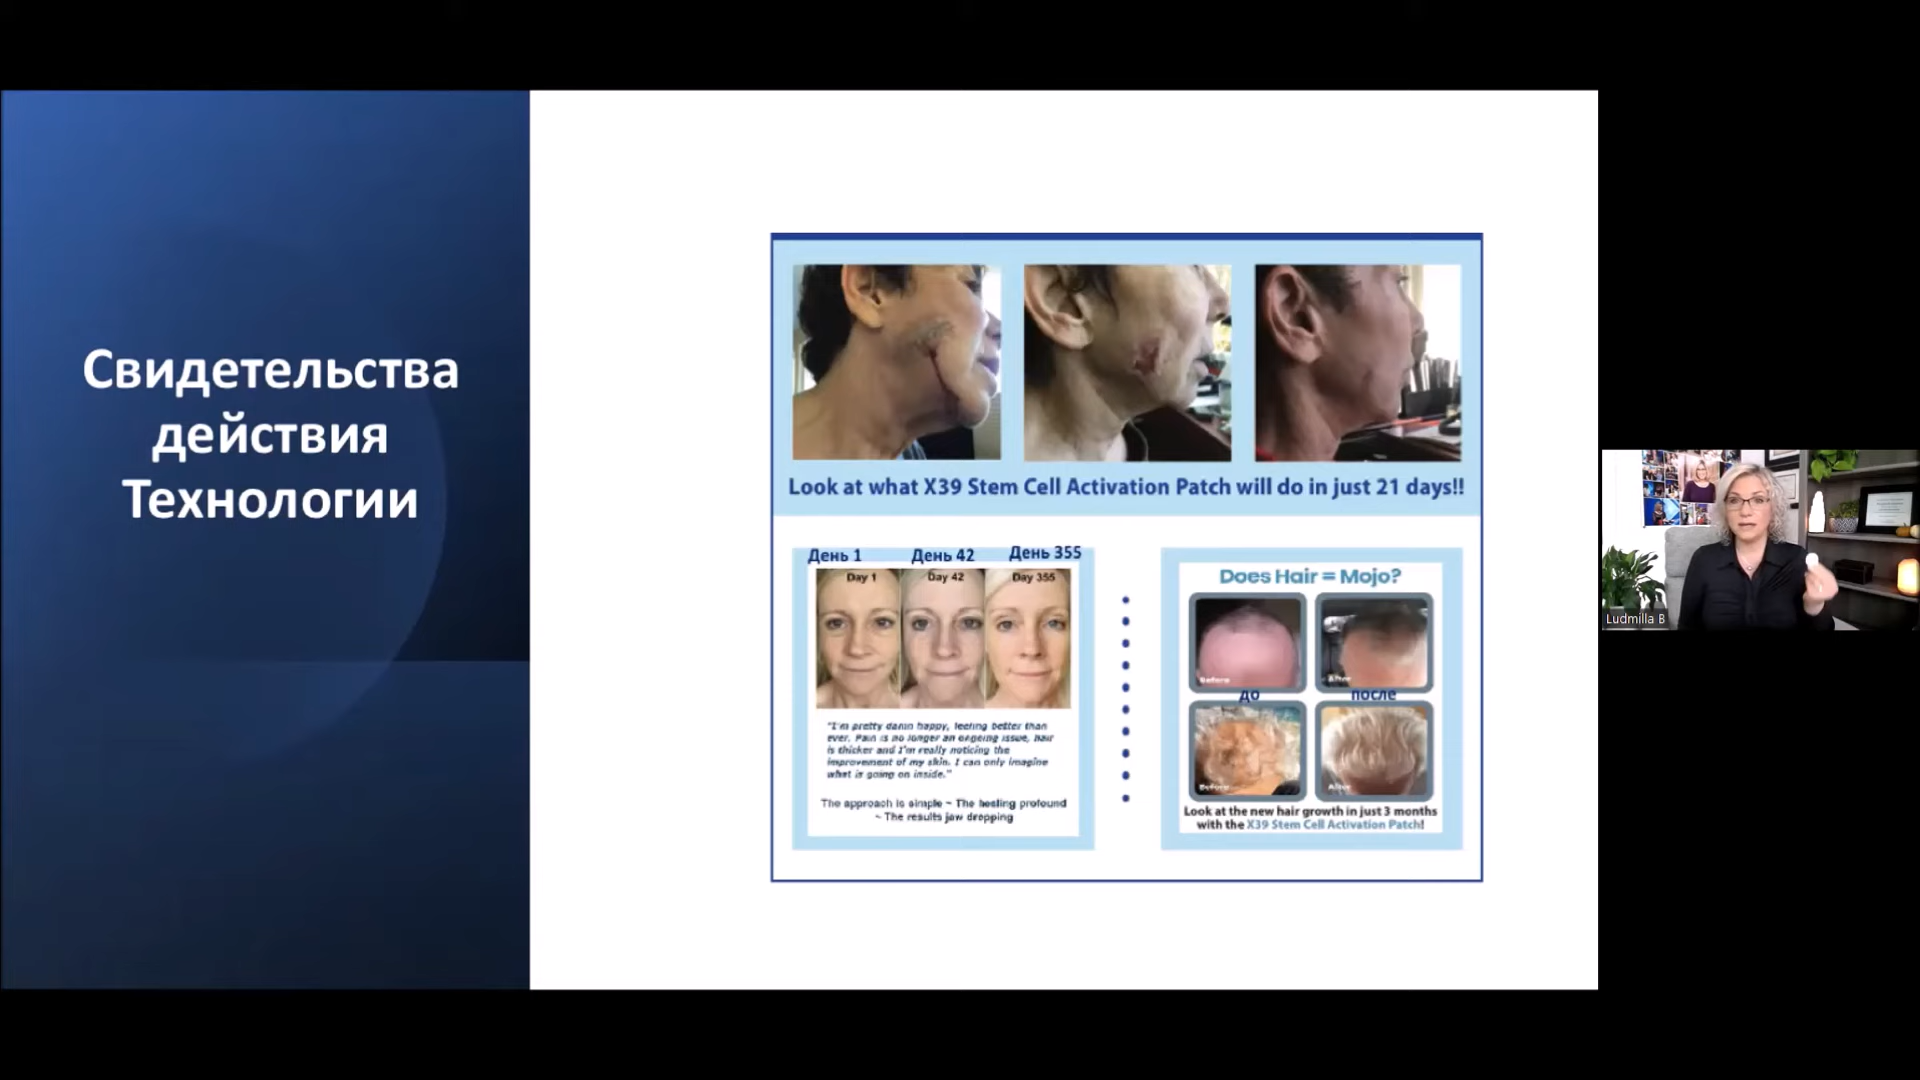 Свидетельства
действия
Технологии
Look at what X39 Stem Cell Activation Patch will do in just 21 days!!
День 1 День 42 День 355
Day 1 Day 42 Day 355
"I'm pretty damn happy, feeling better than
ever. Pain is no longer an ongoing issue, hair
is thicker and I'm really noticing the
improvement of my skin. I can only imagine
what is going on inside."
The approach is simple ~ The healing profound
~ The results jaw dropping
Does Hair = Mojo?
Before After
до после
Before After
Look at the new hair growth in just 3 months
with the X39 Stem Cell Activation Patch!
Ludmilla B